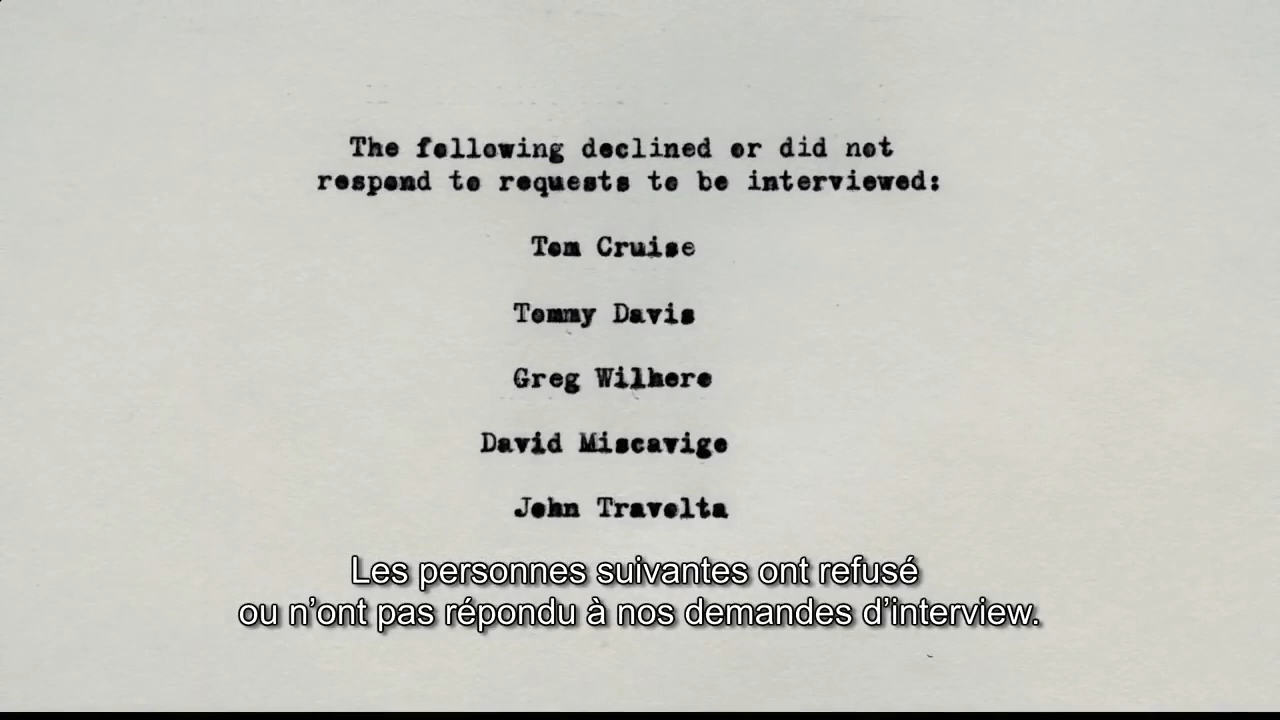 The following declined or did not
respond to requests to be interviewed:
Tom Cruise
Tommy Davis
Greg Wilhere
David Miscavige
John Travolta
Les personnes suivantes ont refusé
ou n’ont pas répondu à nos demandes d’interview.